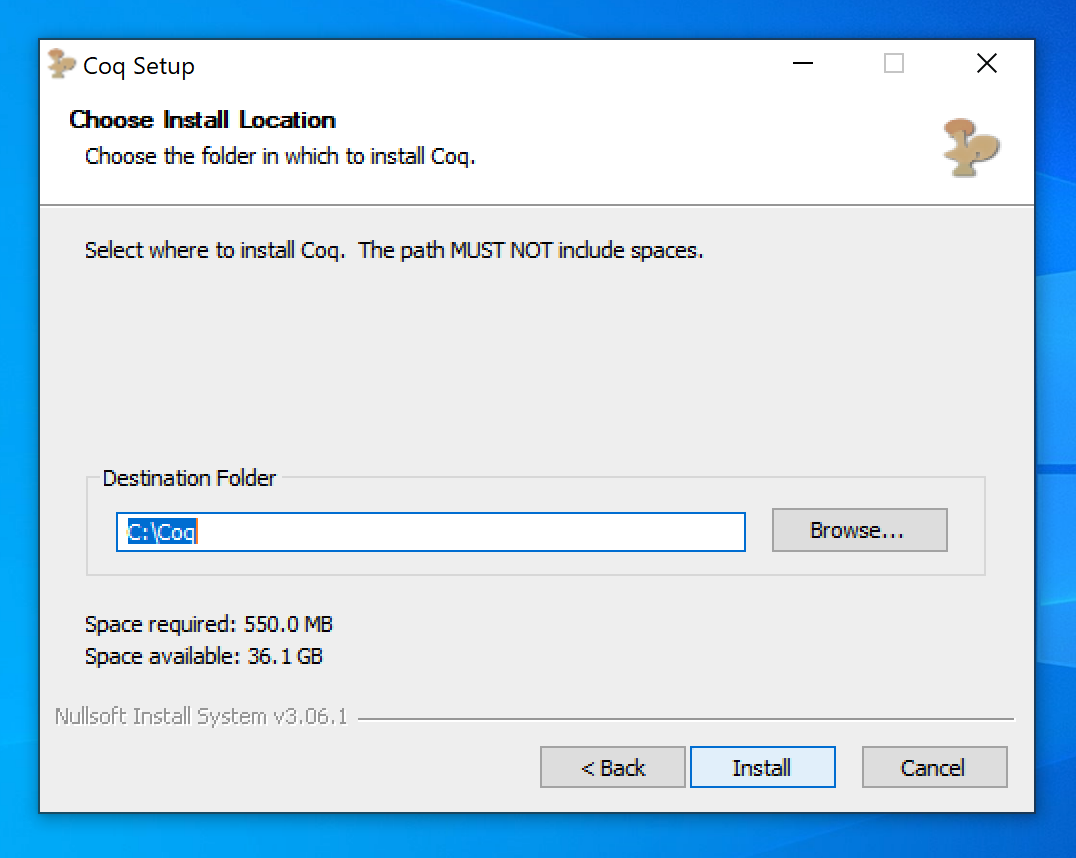 Coq Setup
Choose Install Location
Choose the folder in which to install Coq.
Select where to install Coq.  The path MUST NOT include spaces.
Destination Folder
C:\Coq
Browse...
Space required: 550.0 MB
Space available: 36.1 GB
Nullsoft Install System v3.06.1
< Back
Install
Cancel